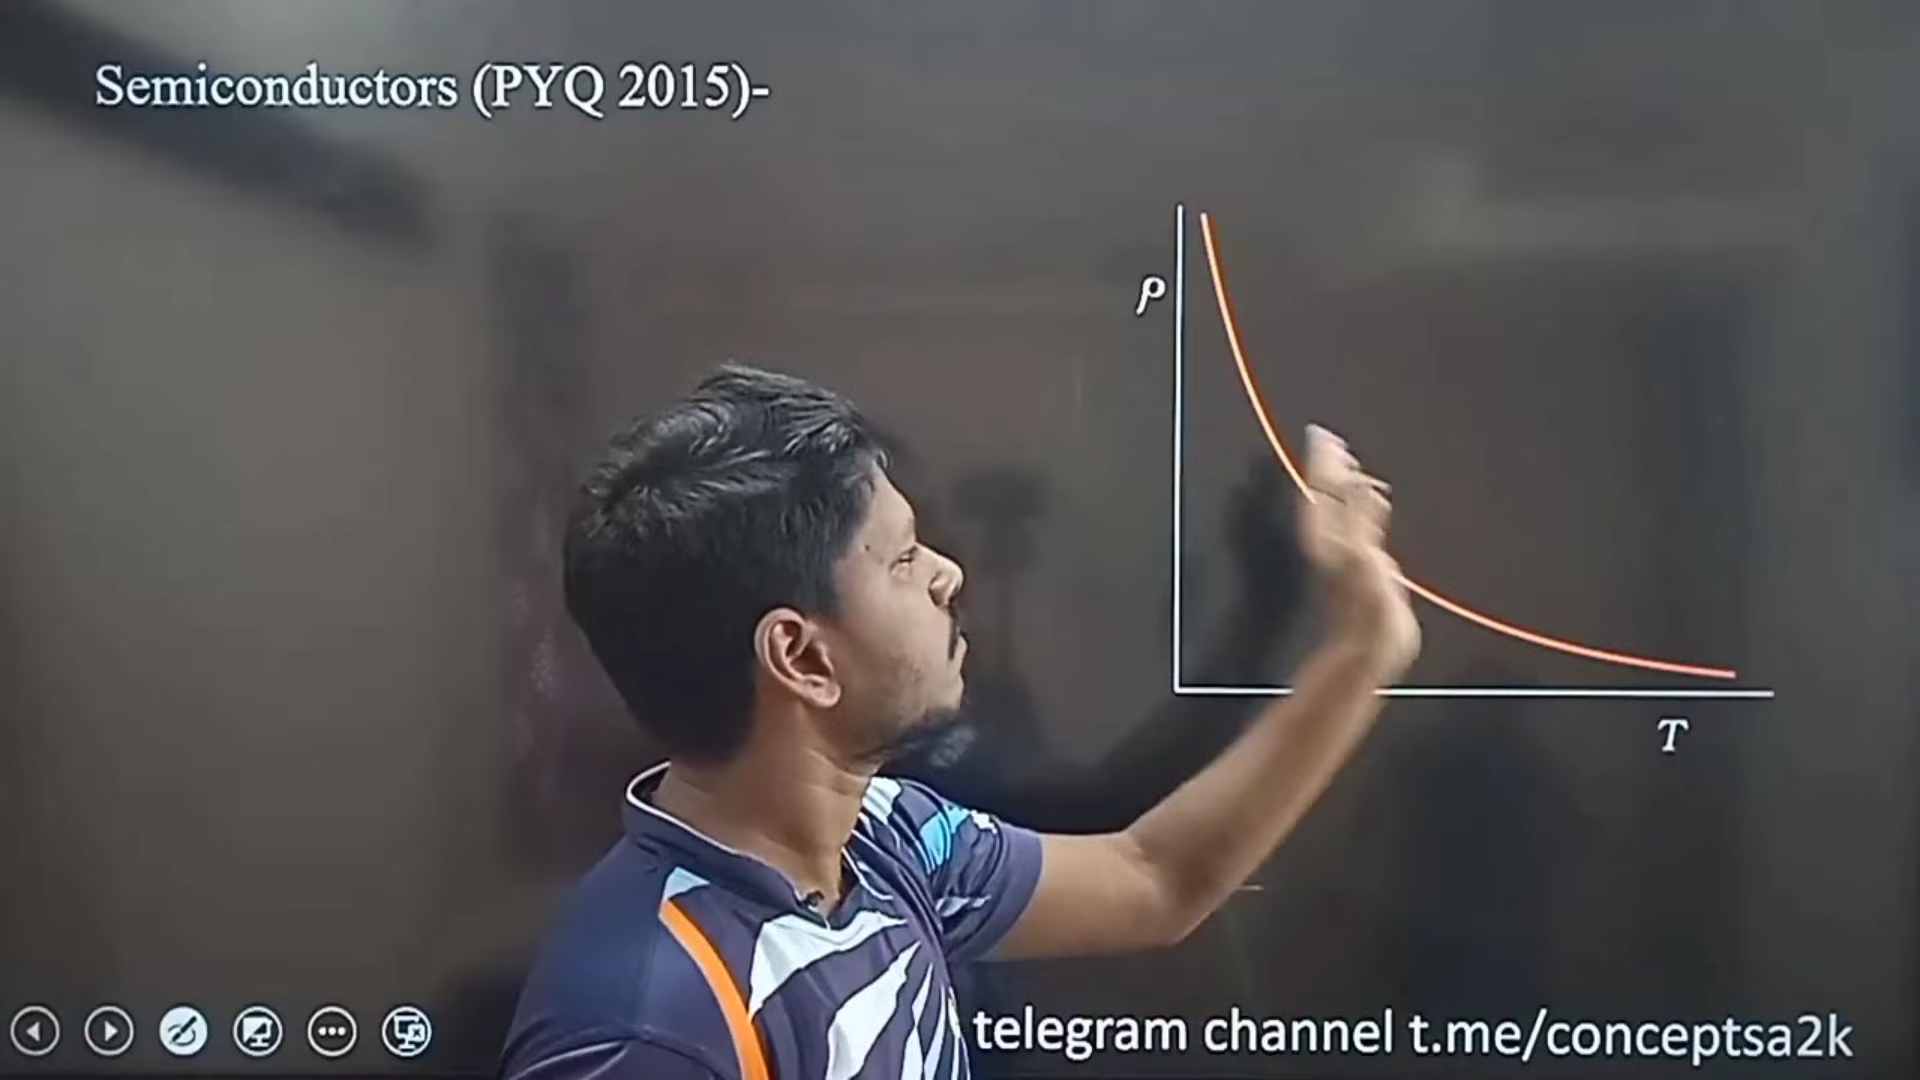 Semiconductors (PYQ 2015)-
ρ
T
telegram channel t.me/conceptsa2k